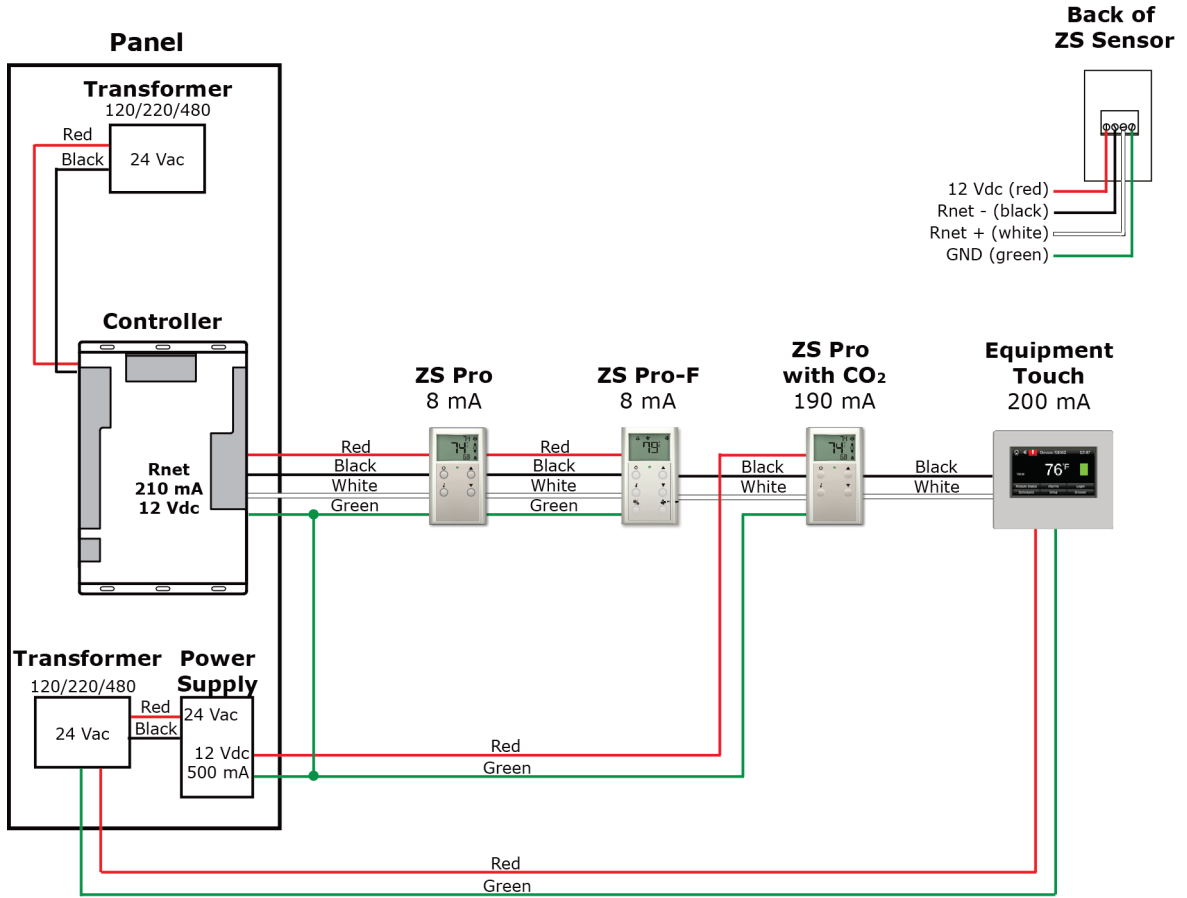 Panel
Transformer
120/220/480
Red
Black
24 Vac
Back of
ZS Sensor
12 Vdc (red)
Rnet - (black)
Rnet + (white)
GND (green)
Controller
Rnet
210 mA
12 Vdc
Red
Black
White
Green
ZS Pro
8 mA
Red
Black
White
Green
ZS Pro-F
8 mA
Black
White
ZS Pro
with CO₂
190 mA
Black
White
Equipment
Touch
200 mA
74
79
74
76°F
Transformer
120/220/480
24 Vac
Red
Black
Power
Supply
24 Vac
12 Vdc
500 mA
Red
Green
Red
Green